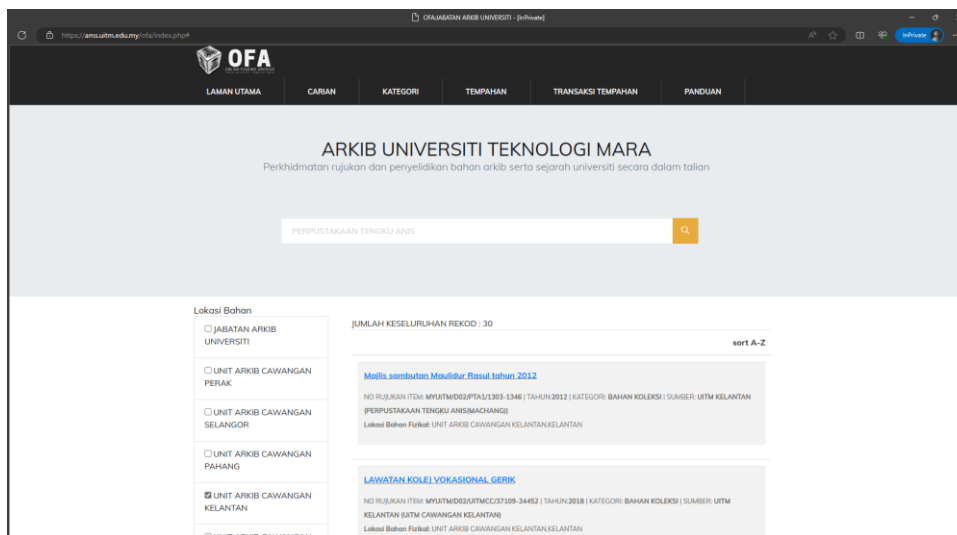 OFAJABATAN ARKIB UNIVERSITI - [InPrivate]
https://ams.uitm.edu.my/ofa/index.php#
InPrivate
OFA
LAMAN UTAMA CARIAN KATEGORI TEMPAHAN TRANSAKSI TEMPAHAN PANDUAN
ARKIB UNIVERSITI TEKNOLOGI MARA
Perkhidmatan rujukan dan penyelidikan bahan arkib serta sejarah universiti secara dalam talian
PERPUSTAKAAN TENGKU ANIS
Lokasi Bahan
JABATAN ARKIB
UNIVERSITI
UNIT ARKIB CAWANGAN
PERAK
UNIT ARKIB CAWANGAN
SELANGOR
UNIT ARKIB CAWANGAN
PAHANG
UNIT ARKIB CAWANGAN
KELANTAN
UNIT ARKIB CAWANGAN
JUMLAH KESELURUHAN REKOD : 30
sort A-Z
Majlis sambutan Maulidur Rasul tahun 2012
NO RUJUKAN ITEM: MYUITM/D02/PTA1/1303-1346 | TAHUN:2012 | KATEGORI: BAHAN KOLEKSI | SUMBER: UITM KELANTAN
(PERPUSTAKAAN TENGKU ANIS(MACHANG))
Lokasi Bahan Fizikal: UNIT ARKIB CAWANGAN KELANTAN,KELANTAN
LAWATAN KOLEJ VOKASIONAL GERIK
NO RUJUKAN ITEM: MYUITM/D02/UITMCC/37109-34452 | TAHUN:2018 | KATEGORI: BAHAN KOLEKSI | SUMBER: UITM
KELANTAN (UITM CAWANGAN KELANTAN)
Lokasi Bahan Fizikal: UNIT ARKIB CAWANGAN KELANTAN,KELANTAN